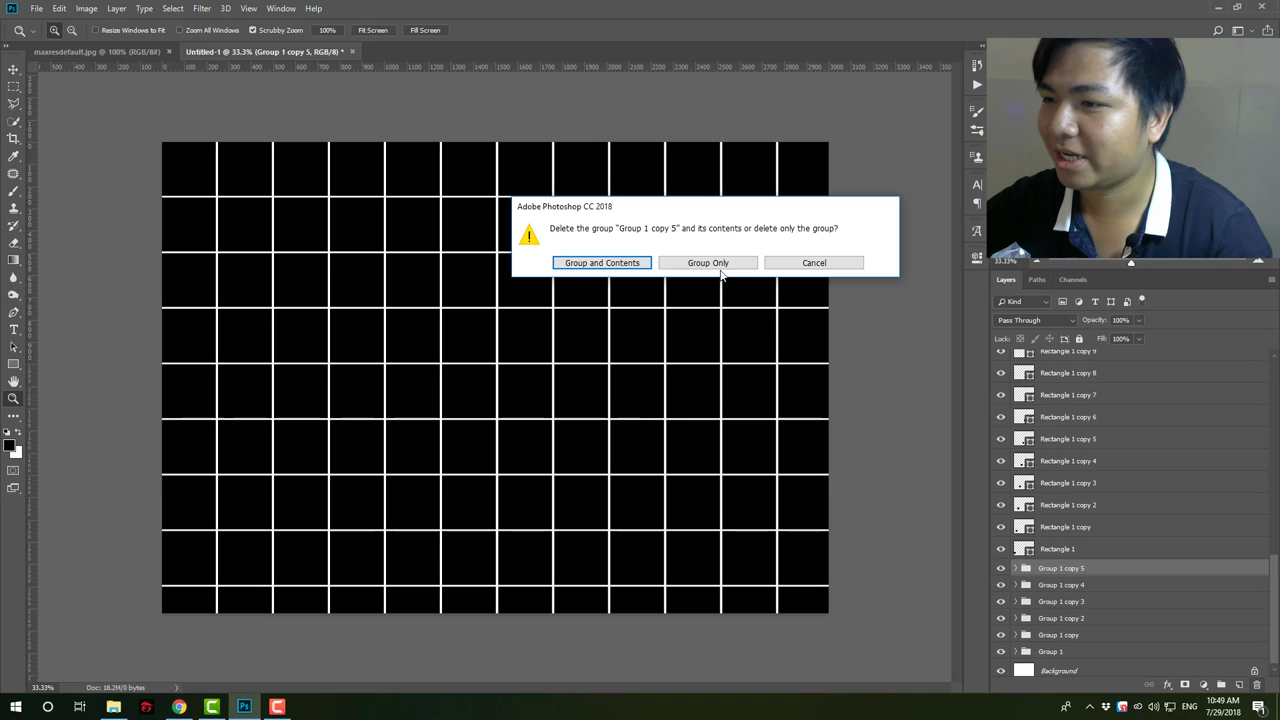 Ps File Edit Image Layer Type Select Filter 3D View Window Help
Resize Windows to Fit Zoom All Windows Scrubby Zoom 100% Fit Screen Fill Screen
maxresdefault.jpg @ 100% (RGB/8#) × Untitled-1 @ 33.3% (Group 1 copy 5, RGB/8) * ×
Adobe Photoshop CC 2018
Delete the group "Group 1 copy 5" and its contents or delete only the group?
Group and Contents Group Only Cancel
33.33%
Layers Paths Channels
Kind
Pass Through Opacity: 100%
Lock: Fill: 100%
Rectangle 1 copy 9
Rectangle 1 copy 8
Rectangle 1 copy 7
Rectangle 1 copy 6
Rectangle 1 copy 5
Rectangle 1 copy 4
Rectangle 1 copy 3
Rectangle 1 copy 2
Rectangle 1 copy
Rectangle 1
Group 1 copy 5
Group 1 copy 4
Group 1 copy 3
Group 1 copy 2
Group 1 copy
Group 1
Background
33.33% Doc: 18.2M/0 bytes
10:49 AM
7/29/2018